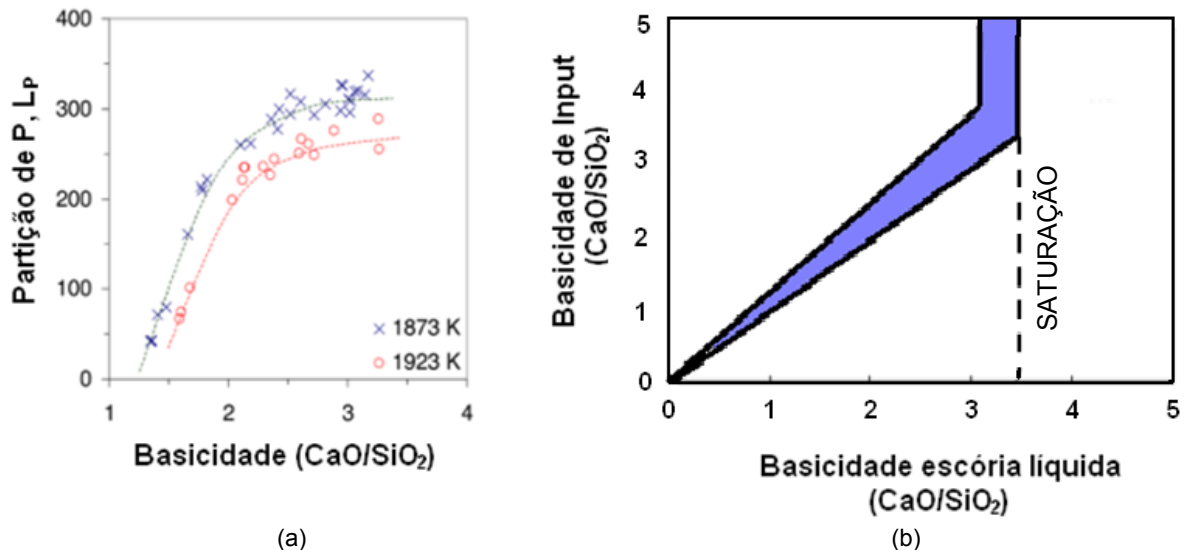 400
300
200
100
0
Partição de P, Lₚ
1873 K
1923 K
1 2 3 4
Basicidade (CaO/SiO₂)
(a)
5
4
3
2
1
0
Basicidade de Input
(CaO/SiO₂)
SATURAÇÃO
0 1 2 3 4 5
Basicidade escória líquida
(CaO/SiO₂)
(b)